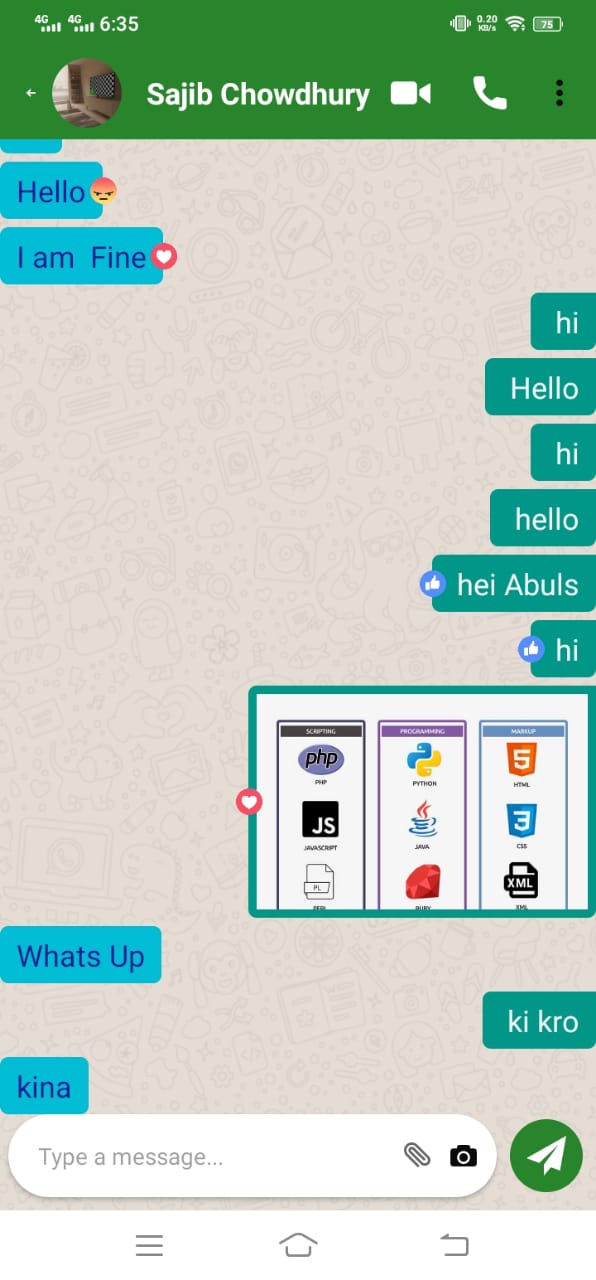 4G 4G 6:35 0.20 KB/s 75
Sajib Chowdhury
Hello
I am Fine
hi
Hello
hi
hello
hei Abuls
hi
SCRIPTING PROGRAMMING MARKUP
php 5
PHP PYTHON HTML
JS 3
JAVASCRIPT JAVA CSS
PL XML
PERL RUBY XML
Whats Up
ki kro
kina
Type a message...